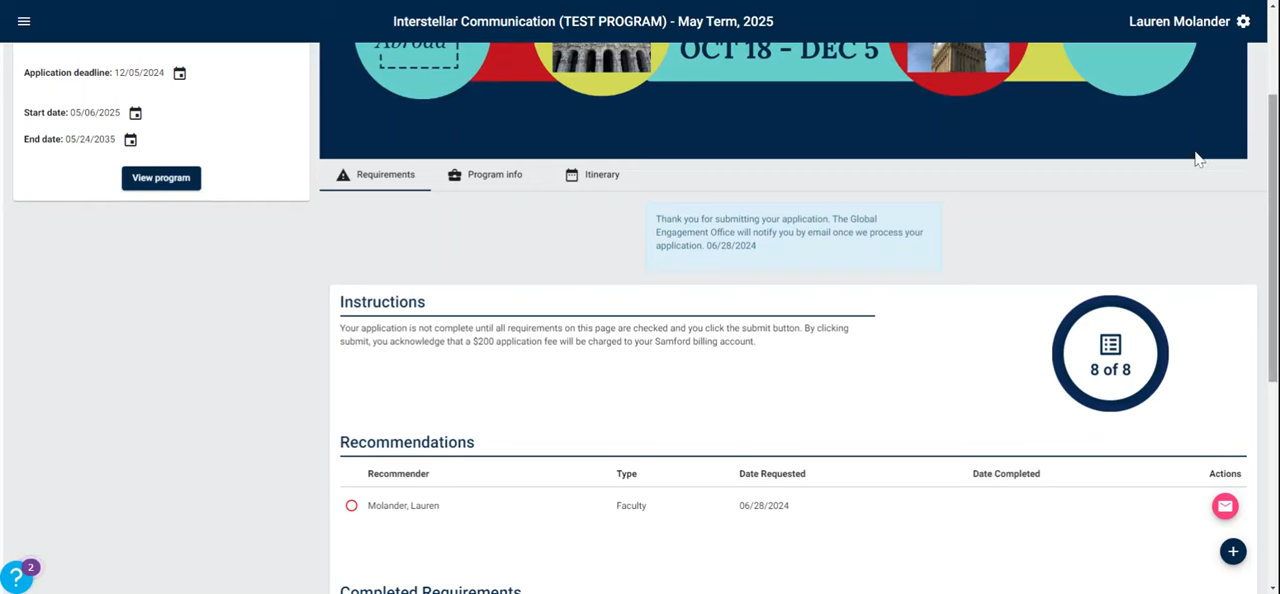 Interstellar Communication (TEST PROGRAM) - May Term, 2025
Lauren Molander
Abroad
OCT 18 – DEC 5
Application deadline: 12/05/2024
Start date: 05/06/2025
End date: 05/24/2035
View program
Requirements
Program info
Itinerary
Thank you for submitting your application. The Global
Engagement Office will notify you by email once we process your
application. 06/28/2024
Instructions
Your application is not complete until all requirements on this page are checked and you click the submit button. By clicking
submit, you acknowledge that a $200 application fee will be charged to your Samford billing account.
8 of 8
Recommendations
Recommender Type Date Requested Date Completed Actions
Molander, Lauren Faculty 06/28/2024
Completed Requirements
? 2